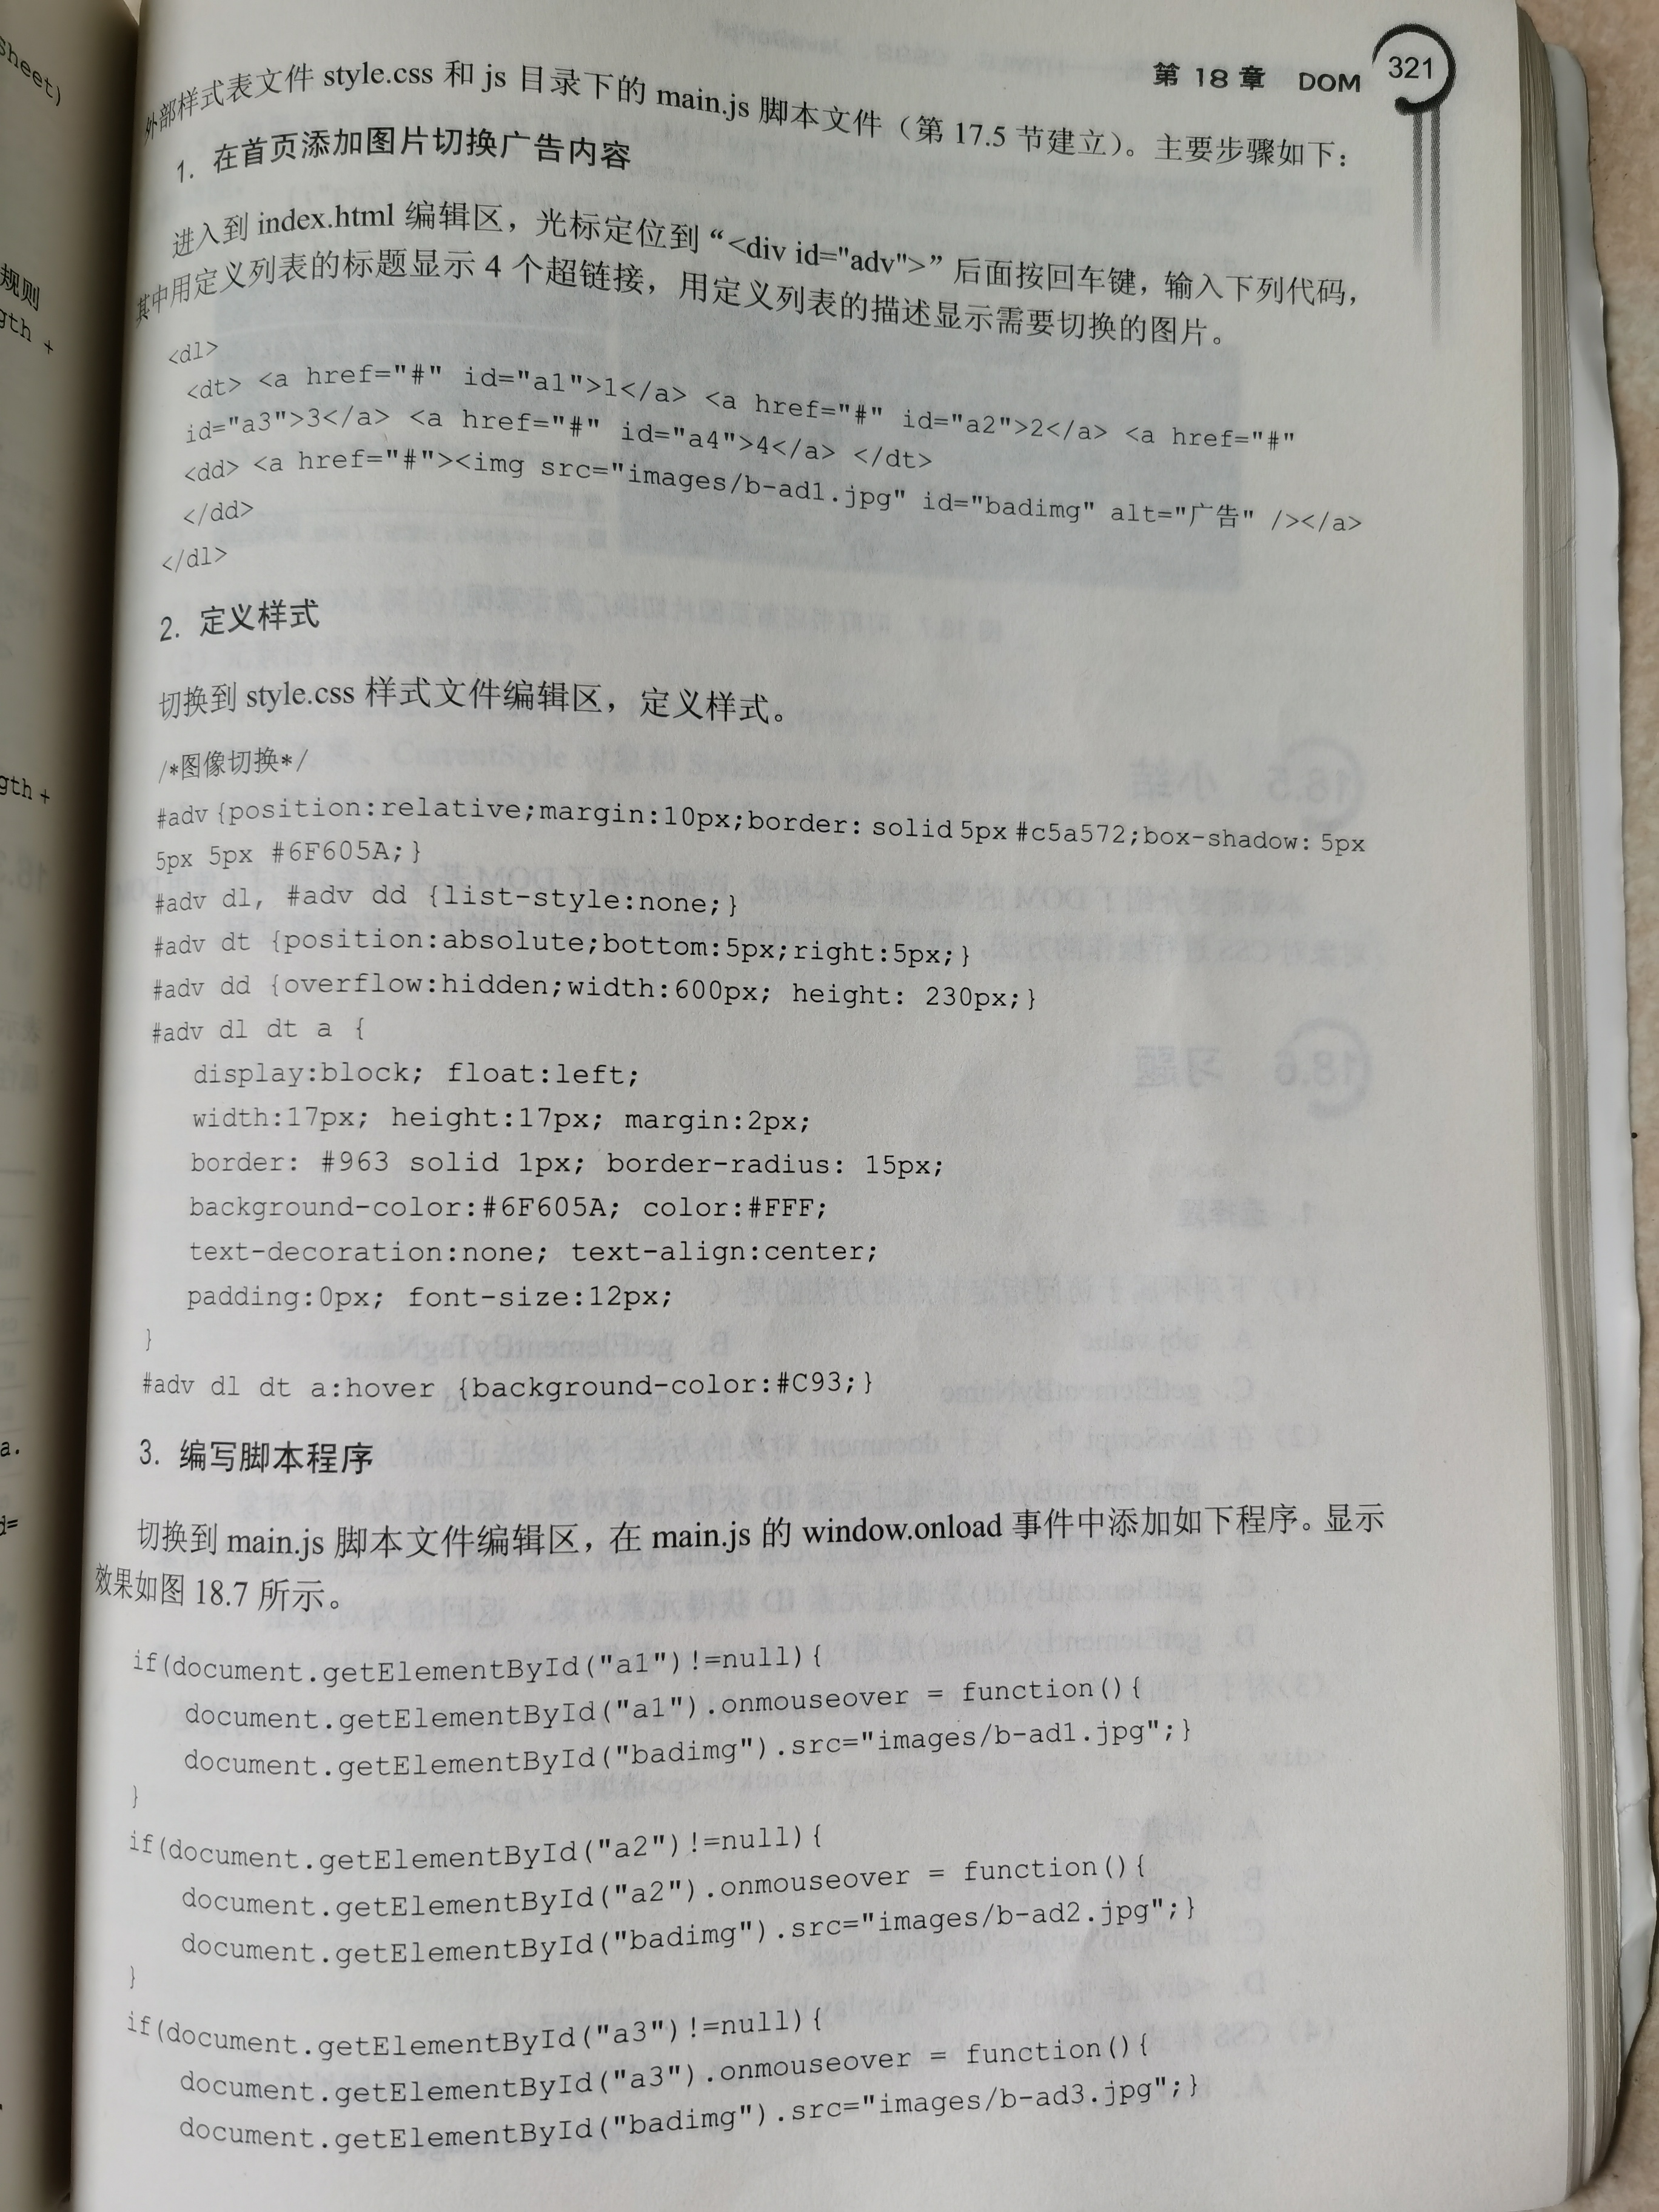 第 18 章 DOM 321
外部样式表文件 style.css 和 js 目录下的 main.js 脚本文件（第 17.5 节建立）。主要步骤如下：
1. 在首页添加图片切换广告内容
进入到 index.html 编辑区，光标定位到“<div id="adv">”后面按回车键，输入下列代码，
其中用定义列表的标题显示 4 个超链接，用定义列表的描述显示需要切换的图片。
<dl>
<dt> <a href="#" id="a1">1</a> <a href="#" id="a2">2</a> <a href="#"
id="a3">3</a> <a href="#" id="a4">4</a> </dt>
<dd> <a href="#"><img src="images/b-ad1.jpg" id="badimg" alt="广告" /></a>
</dd>
</dl>
2. 定义样式
切换到 style.css 样式文件编辑区，定义样式。
/*图像切换*/
#adv {position:relative;margin:10px;border: solid 5px #c5a572;box-shadow: 5px
5px 5px #6F605A;}
#adv dl, #adv dd {list-style:none;}
#adv dt {position:absolute;bottom:5px;right:5px;}
#adv dd {overflow:hidden;width:600px; height: 230px;}
#adv dl dt a {
display:block; float:left;
width:17px; height:17px; margin:2px;
border: #963 solid 1px; border-radius: 15px;
background-color:#6F605A; color:#FFF;
text-decoration:none; text-align:center;
padding:0px; font-size:12px;
}
#adv dl dt a:hover {background-color:#C93;}
3. 编写脚本程序
切换到 main.js 脚本文件编辑区，在 main.js 的 window.onload 事件中添加如下程序。显示
效果如图 18.7 所示。
if(document.getElementById("a1")!=null){
document.getElementById("a1").onmouseover = function(){
document.getElementById("badimg").src="images/b-ad1.jpg";}
}
if(document.getElementById("a2")!=null){
document.getElementById("a2").onmouseover = function(){
document.getElementById("badimg").src="images/b-ad2.jpg";}
}
if(document.getElementById("a3")!=null){
document.getElementById("a3").onmouseover = function(){
document.getElementById("badimg").src="images/b-ad3.jpg";}